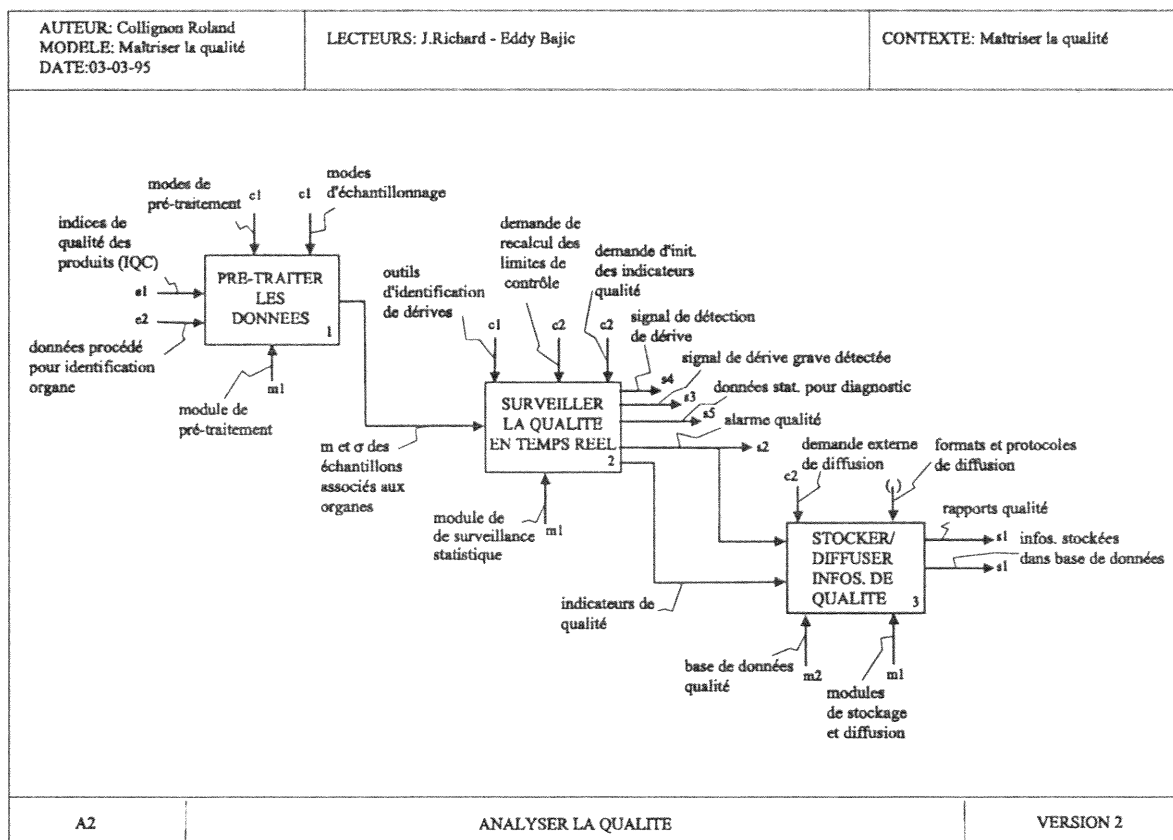 AUTEUR: Collignon Roland
MODELE: Maîtriser la qualité
DATE:03-03-95
LECTEURS: J.Richard - Eddy Bajic
CONTEXTE: Maîtriser la qualité
modes de
pré-traitement
c1
c1
modes
d'échantillonnage
indices de
qualité des
produits (IQC)
e1
e2
données procédé
pour identification
organe
PRE-TRAITER
LES
DONNEES
1
m1
module de
pré-traitement
outils
d'identification
de dérives
c1
demande de
recalcul des
limites de
contrôle
c2
demande d'init.
des indicateurs
qualité
c2
signal de détection
de dérive
s4
signal de dérive grave détectée
s3
données stat. pour diagnostic
s5
alarme qualité
s2
SURVEILLER
LA QUALITE
EN TEMPS REEL
2
m et σ des
échantillons
associés aux
organes
module de
de surveillance
statistique
m1
demande externe
de diffusion
c2
formats et protocoles
de diffusion
( )
rapports qualité
s1
infos. stockées
dans base de données
s1
STOCKER/
DIFFUSER
INFOS. DE
QUALITE
3
indicateurs de
qualité
base de données
qualité
m2
m1
modules
de stockage
et diffusion
A2
ANALYSER LA QUALITE
VERSION 2